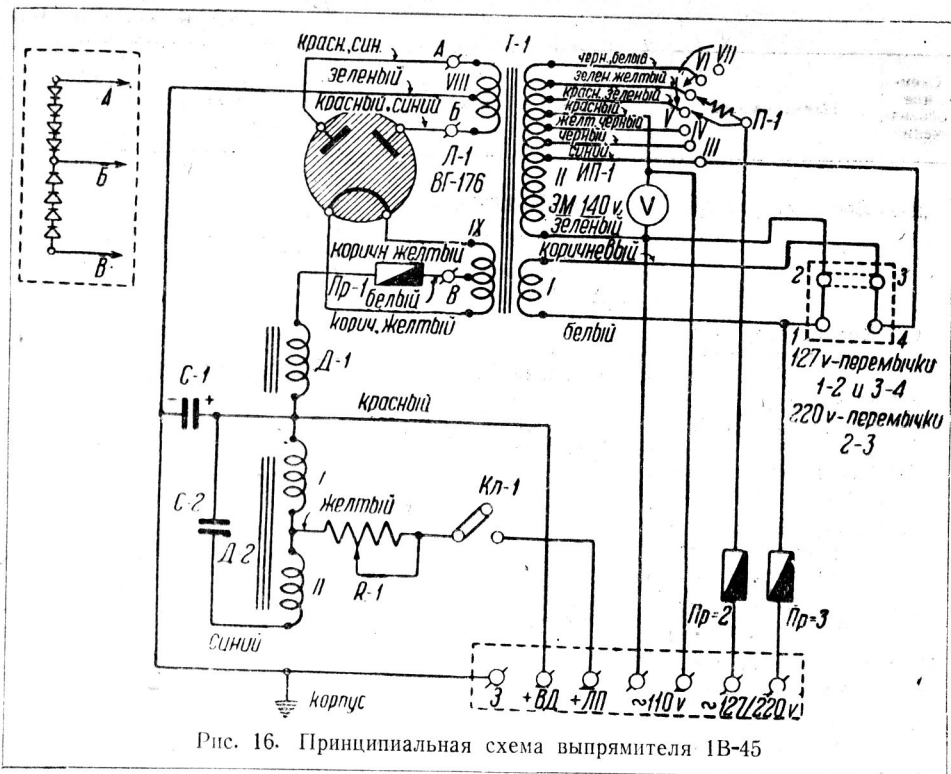 А
Б
В
красн. син.
А
Т-1
зеленый
VIII
красный. синий
Б
Л-1
ВГ-176
черн. белый
VI
VII
зелен. желтый
красн. зеленый
V
красный
П-1
желт. черный
IV
черный
III
синий
ИП-1
II
V
ЭМ 140 v.
зеленый
IX
коричн желтый
коричневый
Пр-1
белый
В
I
корич. желтый
белый
2
3
1
4
127 v-перемычки
1-2 и 3-4
220 v-перемычки
2-3
Д-1
С-1
- +
красный
I
С-2
желтый
Кл-1
Д-2
II
R-1
Пр=2
Пр=3
Синий
З
+ВД
+ЛП
~110 v
~127/220 v.
корпус
Рис. 16. Принципиальная схема выпрямителя 1В-45